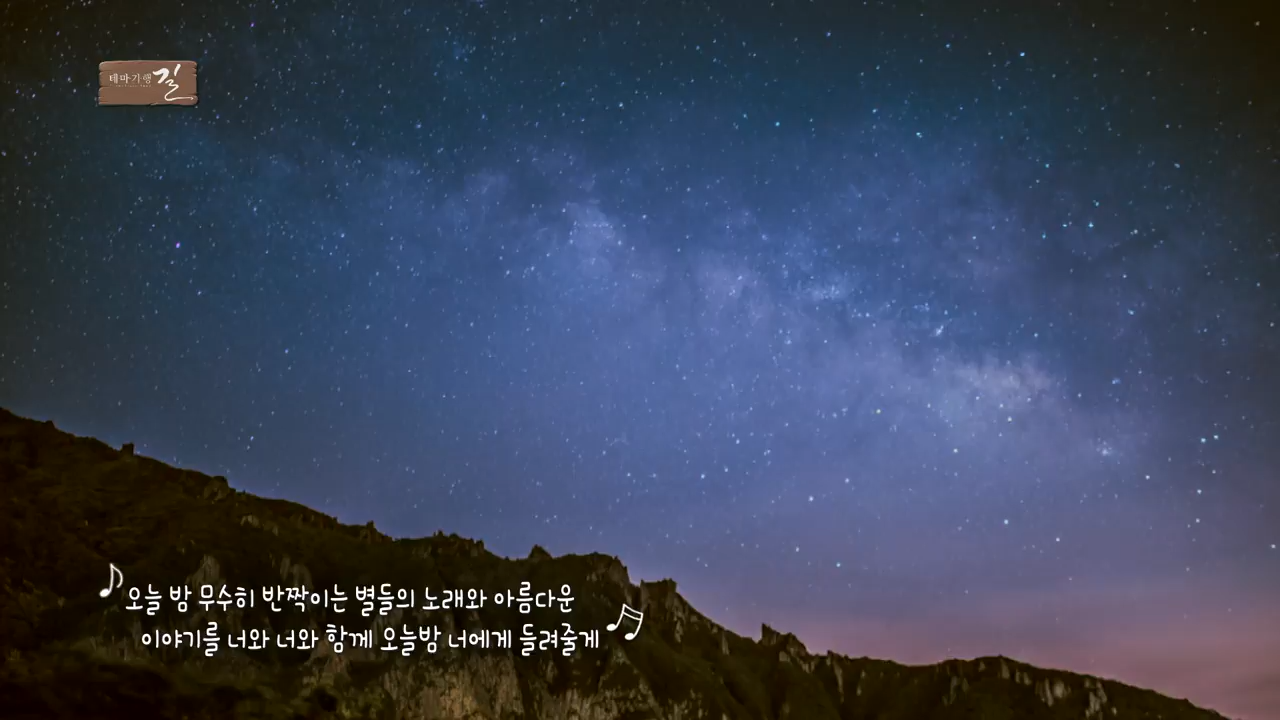 테마기행 길
♪오늘 밤 무수히 반짝이는 별들의 노래와 아름다운
이야기를 너와 너와 함께 오늘밤 너에게 들려줄게♬